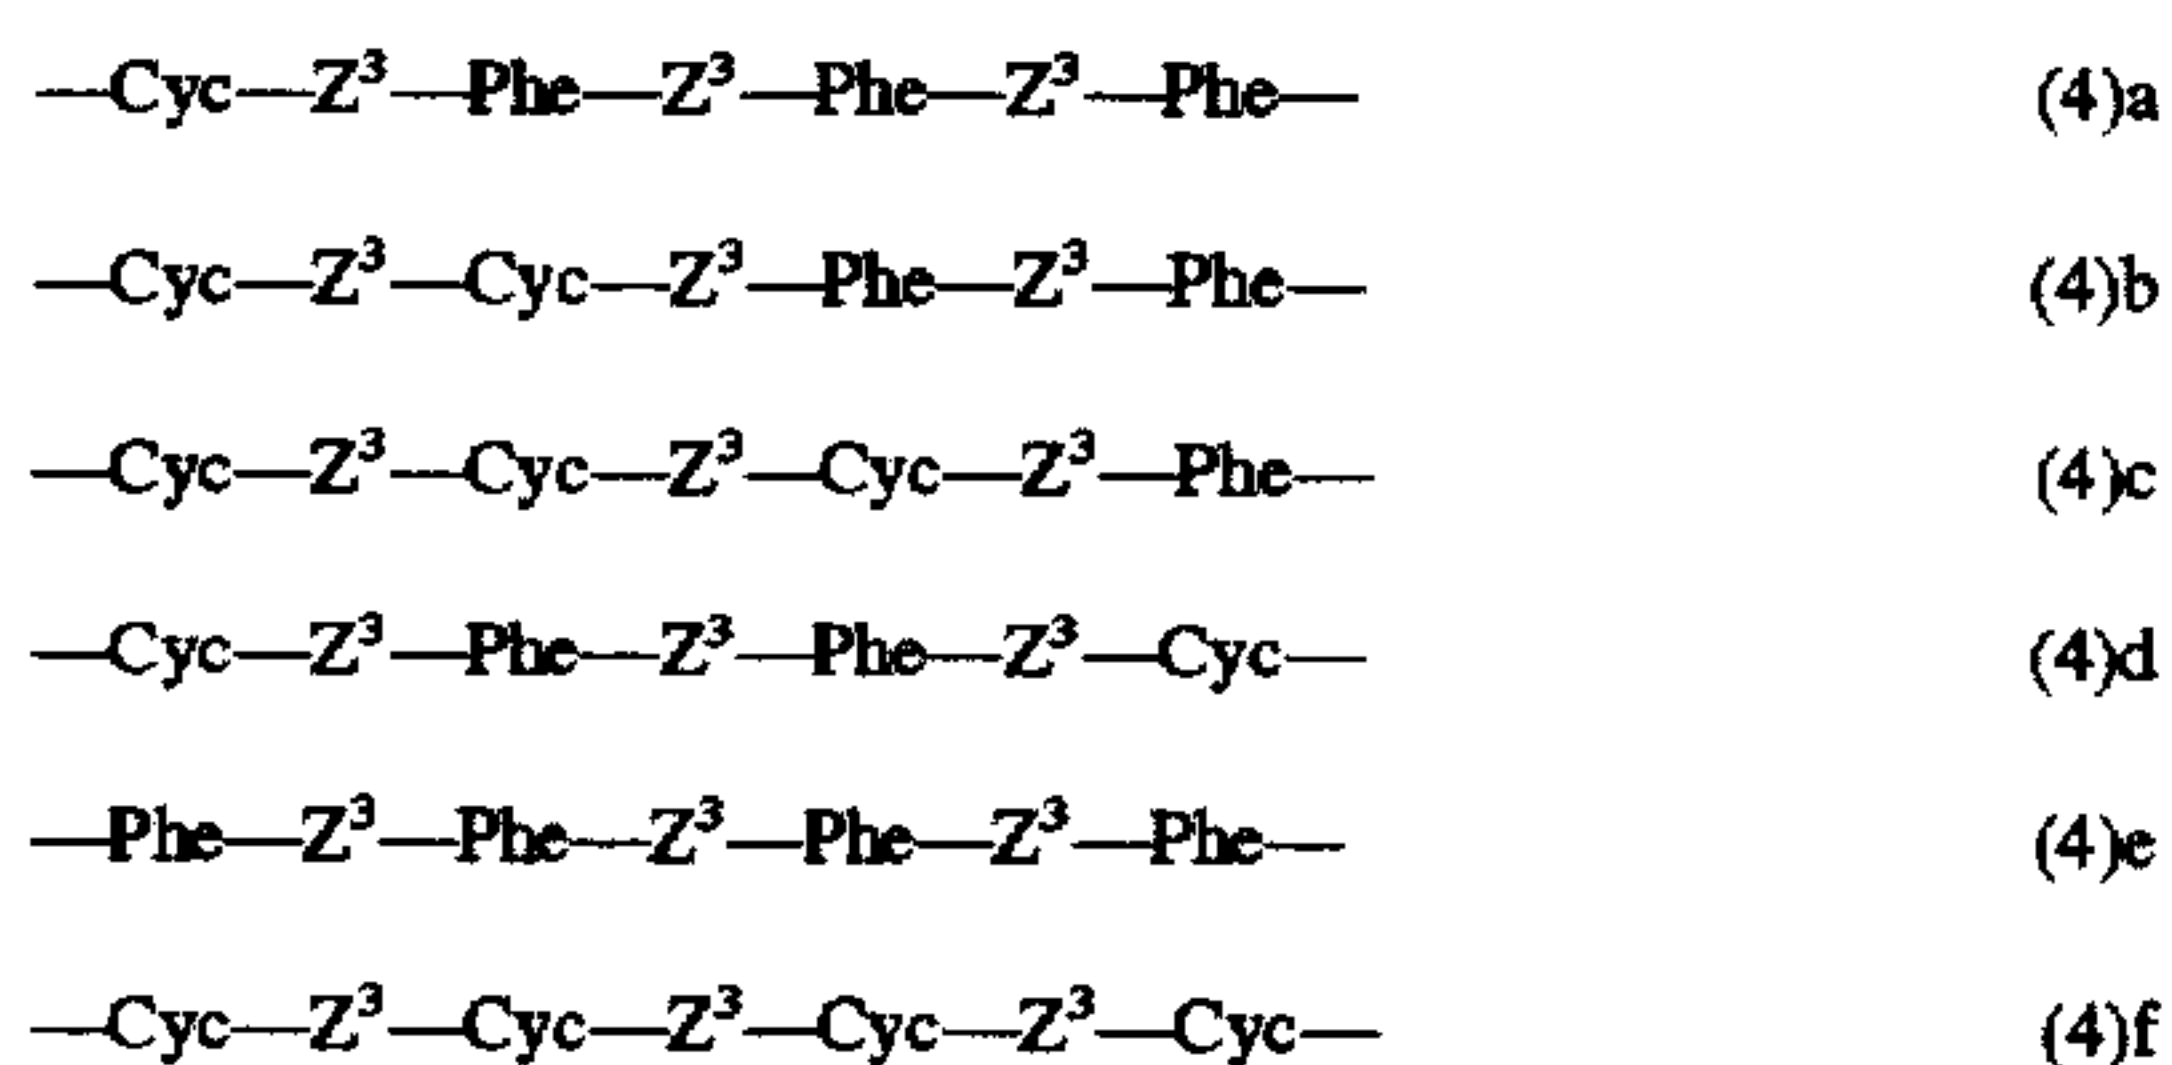 —Cyc—Z³—Phe—Z³—Phe—Z³—Phe— (4)a
—Cyc—Z³—Cyc—Z³—Phe—Z³—Phe— (4)b
—Cyc—Z³—Cyc—Z³—Cyc—Z³—Phe— (4)c
—Cyc—Z³—Phe—Z³—Phe—Z³—Cyc— (4)d
—Phe—Z³—Phe—Z³—Phe—Z³—Phe— (4)e
—Cyc—Z³—Cyc—Z³—Cyc—Z³—Cyc— (4)f